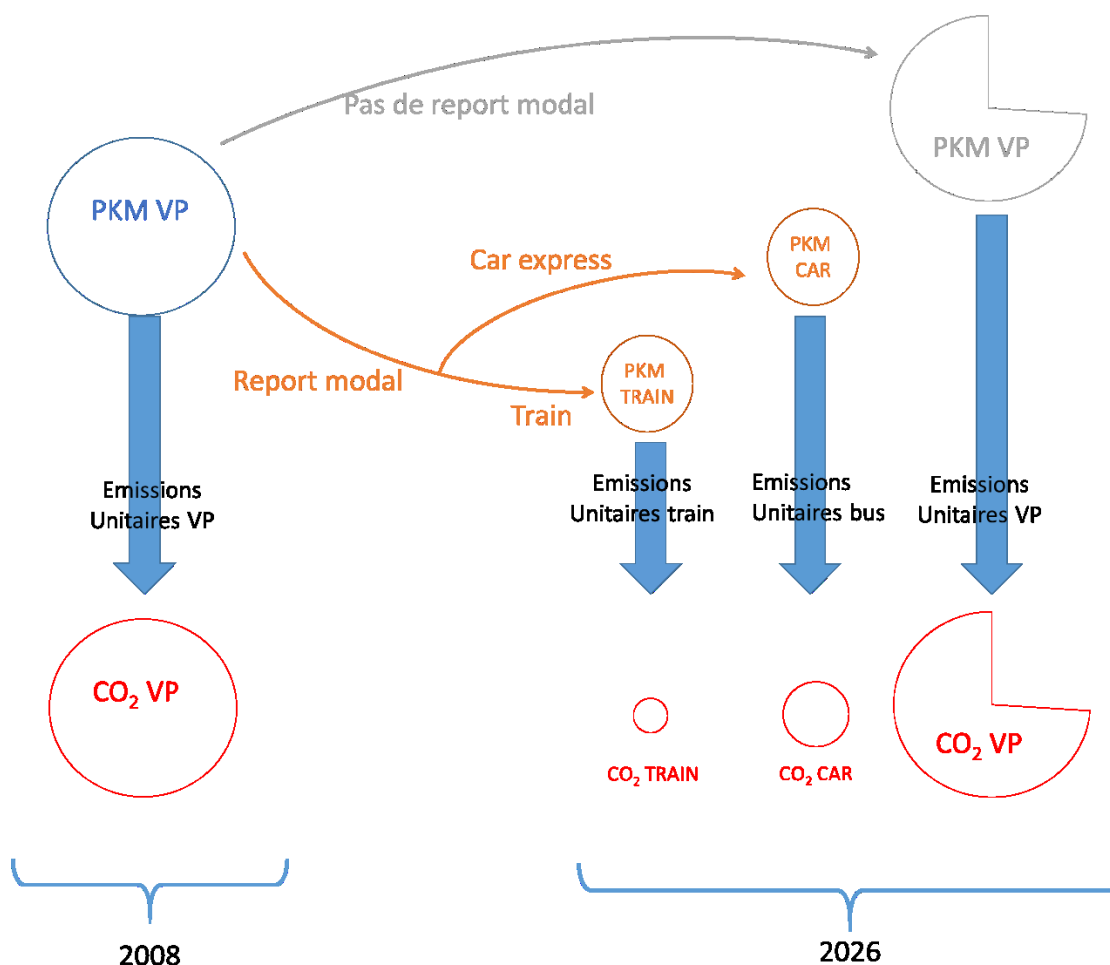 Pas de report modal
PKM VP
PKM VP
Car express
PKM
CAR
Report modal
PKM
TRAIN
Train
Emissions
Unitaires VP
Emissions
Unitaires train
Emissions
Unitaires bus
Emissions
Unitaires VP
CO₂ VP
CO₂ TRAIN
CO₂ CAR
CO₂ VP
2008
2026